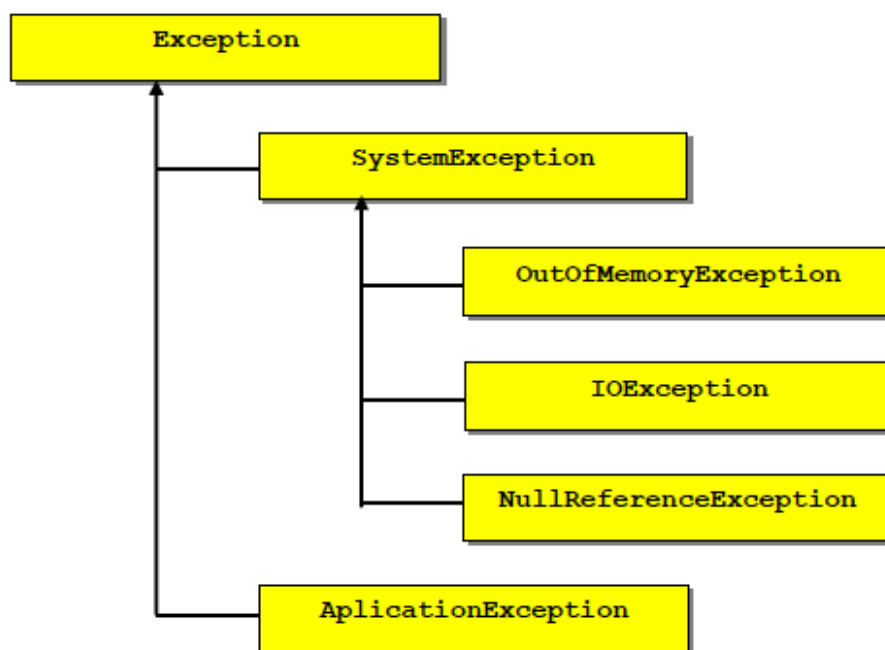 Exception
SystemException
OutOfMemoryException
IOException
NullReferenceException
AplicationException